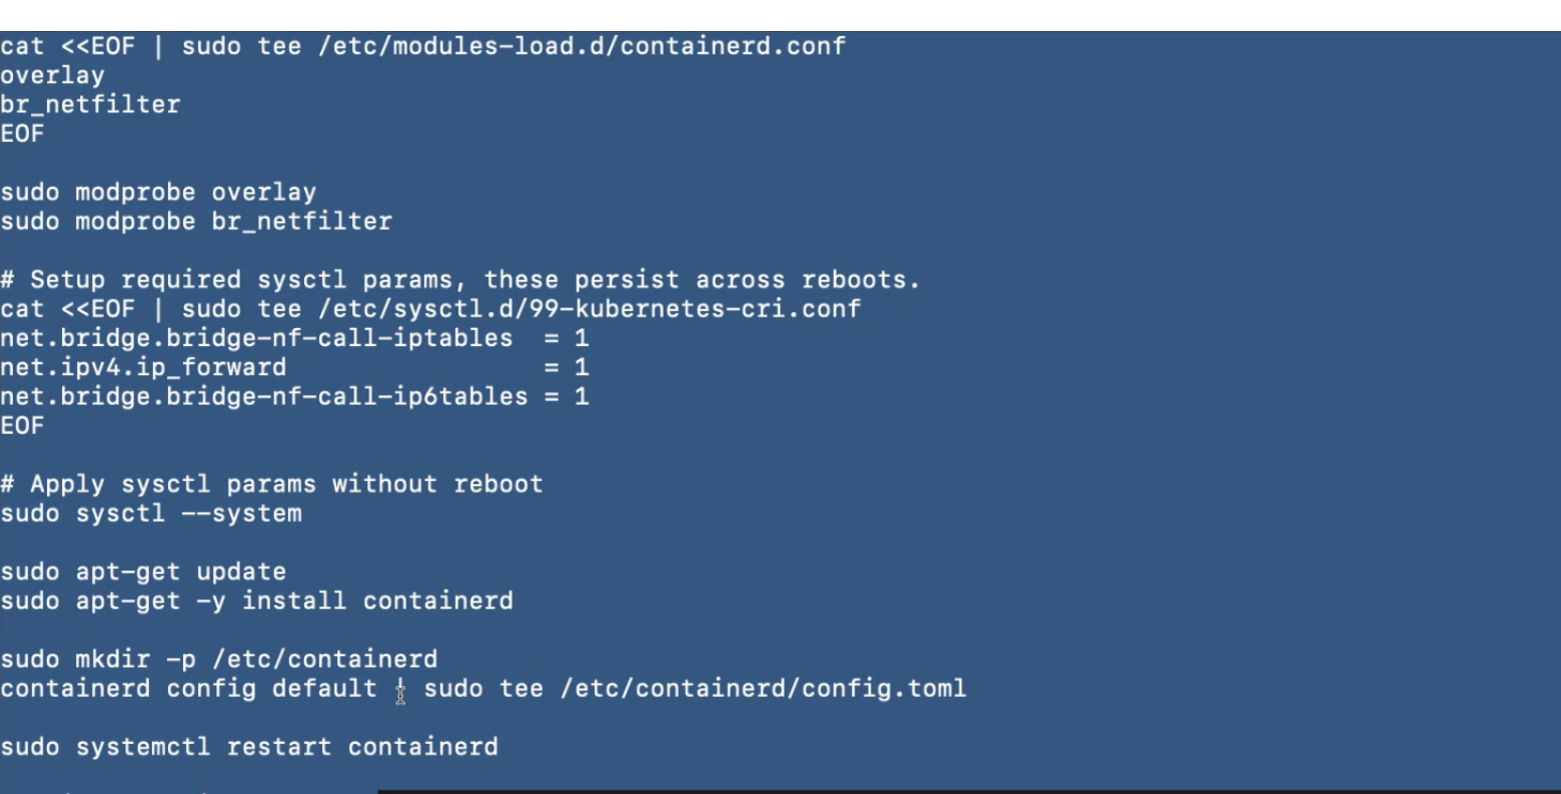 cat <<EOF | sudo tee /etc/modules-load.d/containerd.conf
overlay
br_netfilter
EOF
sudo modprobe overlay
sudo modprobe br_netfilter
# Setup required sysctl params, these persist across reboots.
cat <<EOF | sudo tee /etc/sysctl.d/99-kubernetes-cri.conf
net.bridge.bridge-nf-call-iptables  = 1
net.ipv4.ip_forward                 = 1
net.bridge.bridge-nf-call-ip6tables = 1
EOF
# Apply sysctl params without reboot
sudo sysctl --system
sudo apt-get update
sudo apt-get -y install containerd
sudo mkdir -p /etc/containerd
containerd config default | sudo tee /etc/containerd/config.toml
sudo systemctl restart containerd